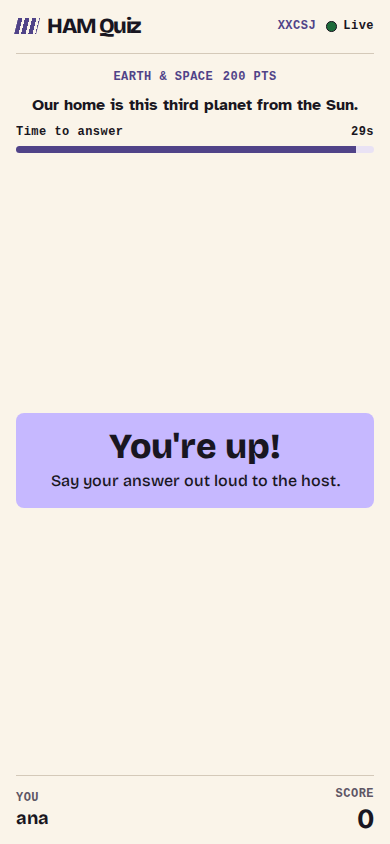 HAM Quiz
XXCSJ Live
EARTH & SPACE 200 PTS
Our home is this third planet from the Sun.
Time to answer 29s
You're up!
Say your answer out loud to the host.
YOU
ana
SCORE
0